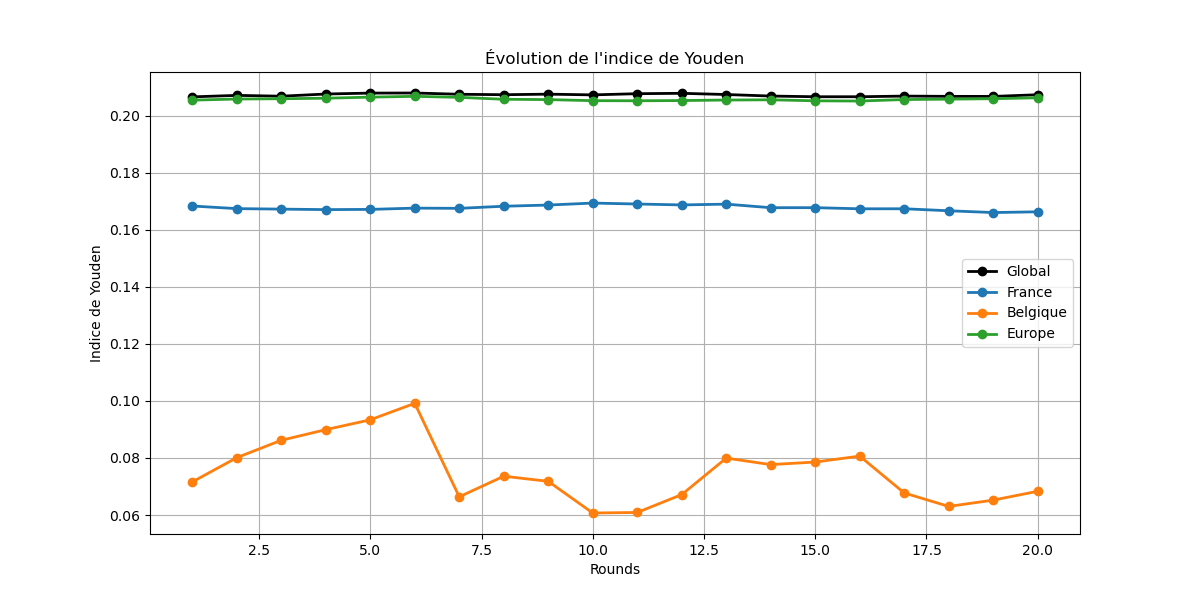 Évolution de l'indice de Youden
Indice de Youden
0.20
0.18
0.16
0.14
0.12
0.10
0.08
0.06
Global
France
Belgique
Europe
2.5 5.0 7.5 10.0 12.5 15.0 17.5 20.0
Rounds